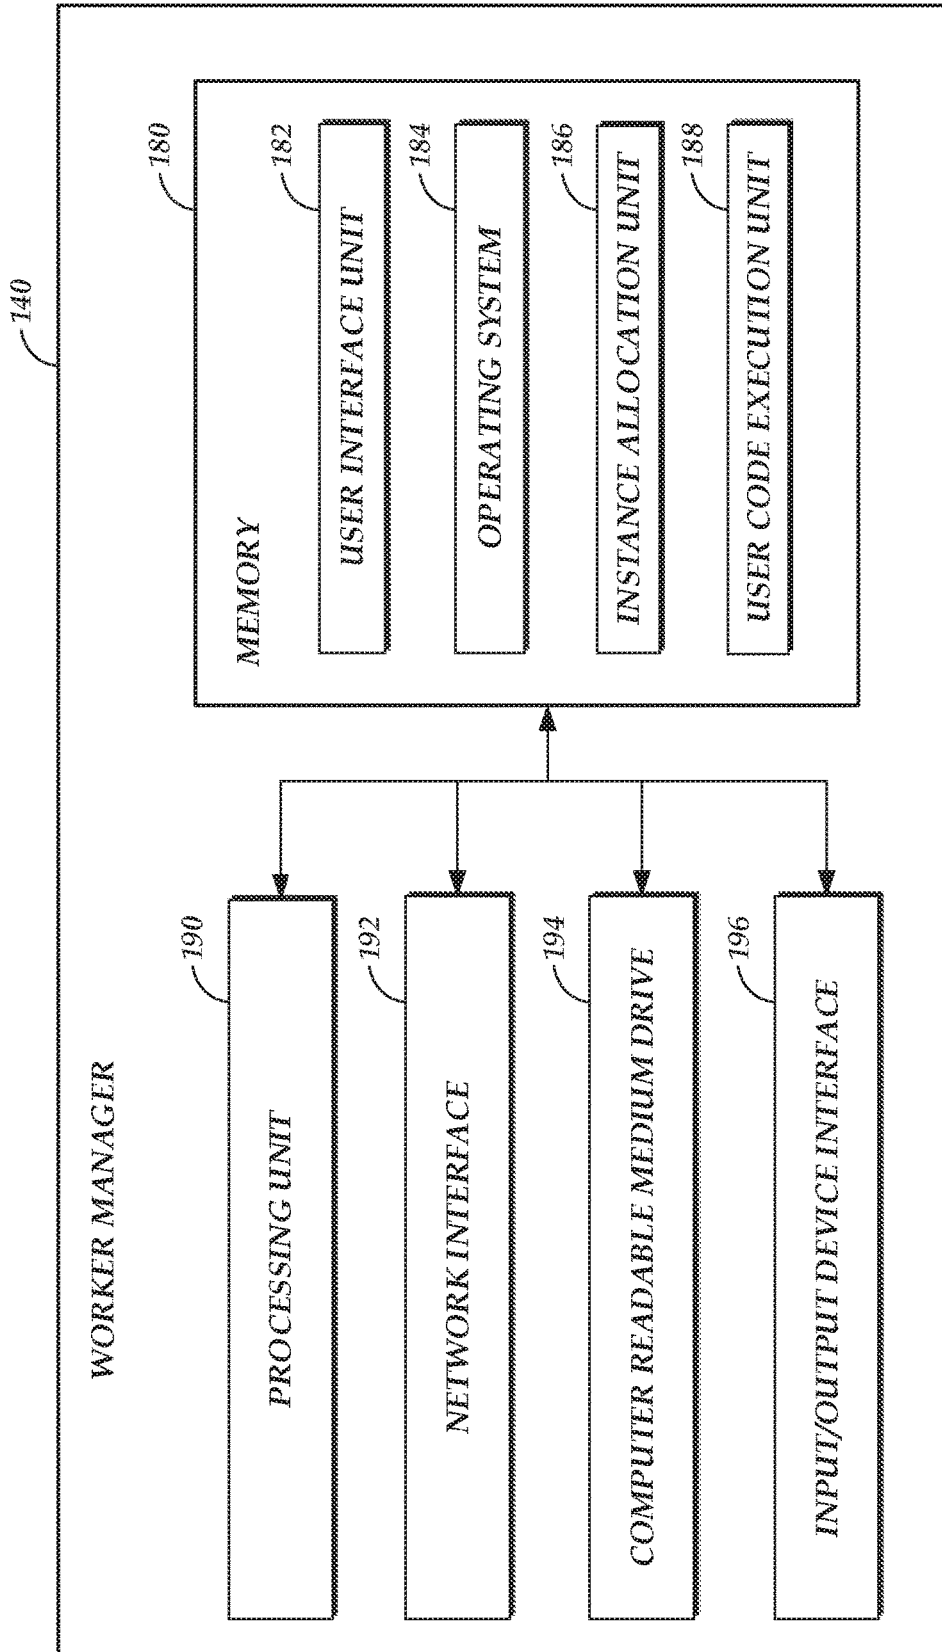 140
WORKER MANAGER
190
PROCESSING UNIT
192
NETWORK INTERFACE
194
COMPUTER READABLE MEDIUM DRIVE
196
INPUT/OUTPUT DEVICE INTERFACE
180
MEMORY
182
USER INTERFACE UNIT
184
OPERATING SYSTEM
186
INSTANCE ALLOCATION UNIT
188
USER CODE EXECUTION UNIT